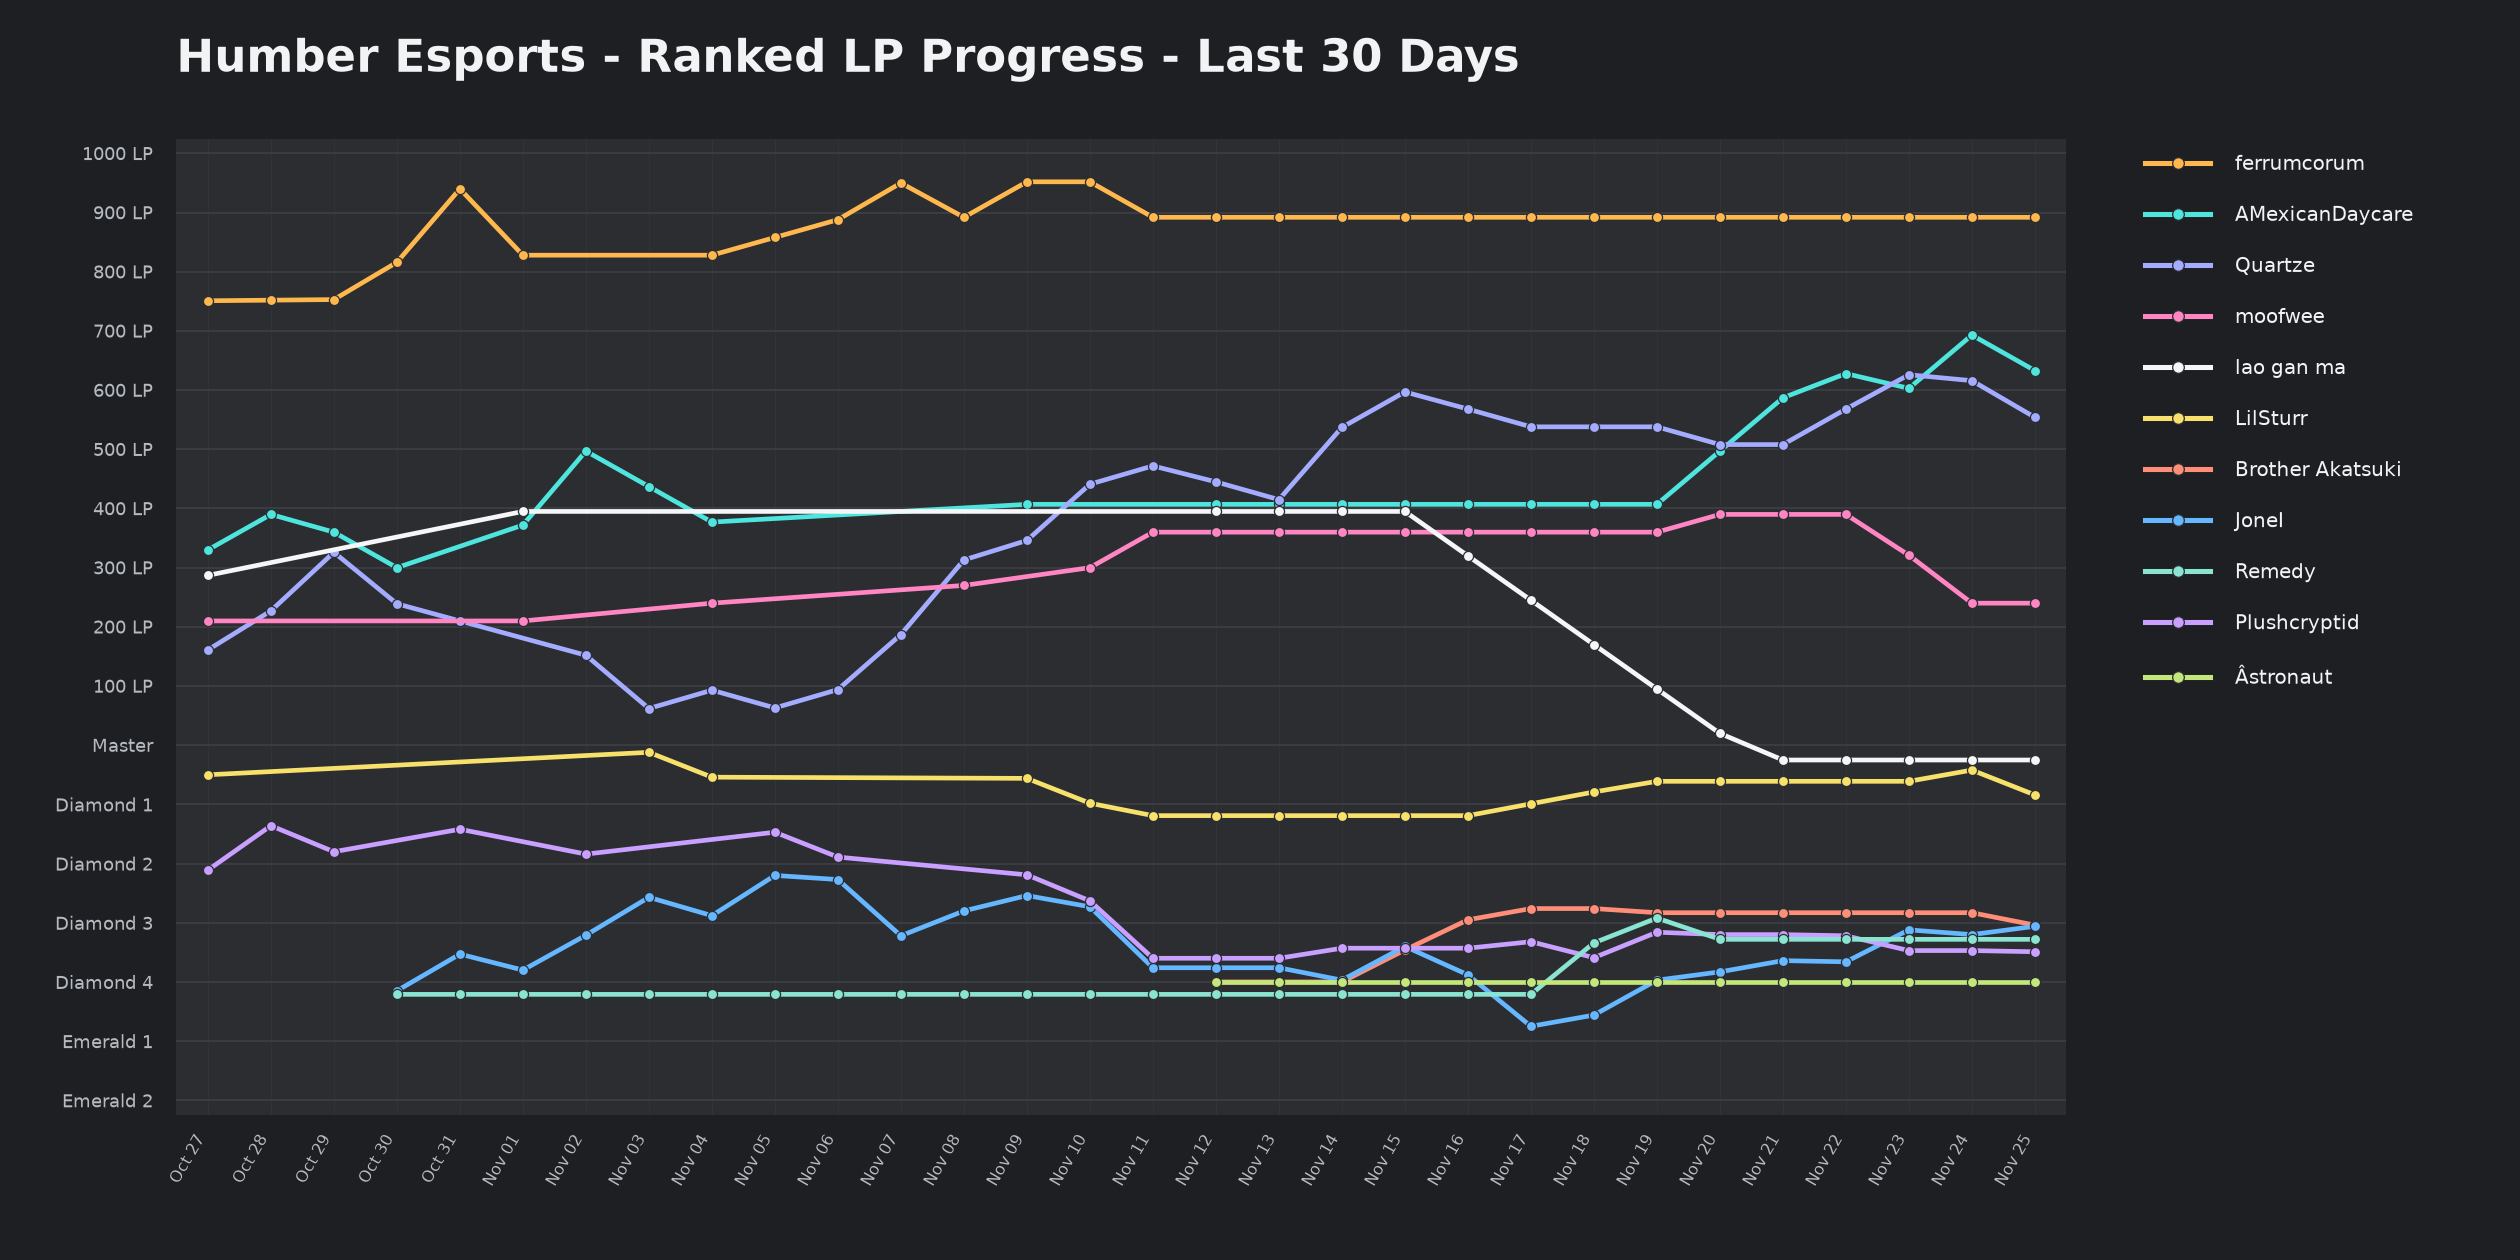 Humber Esports - Ranked LP Progress - Last 30 Days
1000 LP
900 LP
800 LP
700 LP
600 LP
500 LP
400 LP
300 LP
200 LP
100 LP
Master
Diamond 1
Diamond 2
Diamond 3
Diamond 4
Emerald 1
Emerald 2
Oct 27
Oct 28
Oct 29
Oct 30
Oct 31
Nov 01
Nov 02
Nov 03
Nov 04
Nov 05
Nov 06
Nov 07
Nov 08
Nov 09
Nov 10
Nov 11
Nov 12
Nov 13
Nov 14
Nov 15
Nov 16
Nov 17
Nov 18
Nov 19
Nov 20
Nov 21
Nov 22
Nov 23
Nov 24
Nov 25
ferrumcorum
AMexicanDaycare
Quartze
moofwee
lao gan ma
LilSturr
Brother Akatsuki
Jonel
Remedy
Plushcryptid
Âstronaut